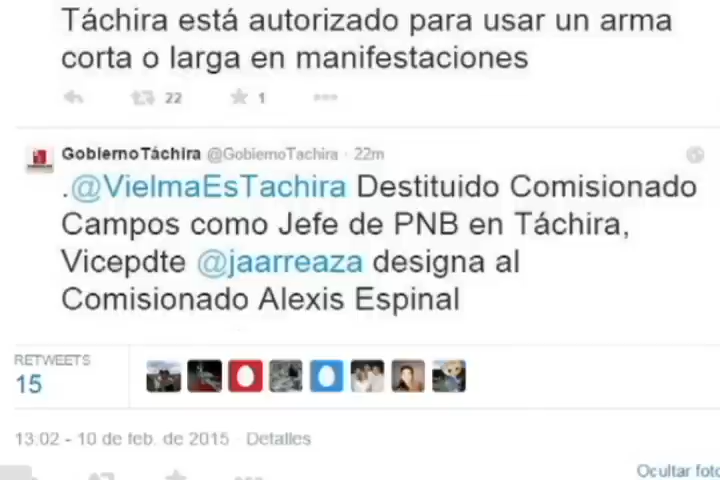 Táchira está autorizado para usar un arma
corta o larga en manifestaciones
22 1
GobiernoTáchira @GobiernoTachira · 22m
.@VielmaEsTachira Destituido Comisionado
Campos como Jefe de PNB en Táchira,
Vicepdte @jaarreaza designa al
Comisionado Alexis Espinal
RETWEETS
15
13:02 - 10 de feb. de 2015 · Detalles
Ocultar foto